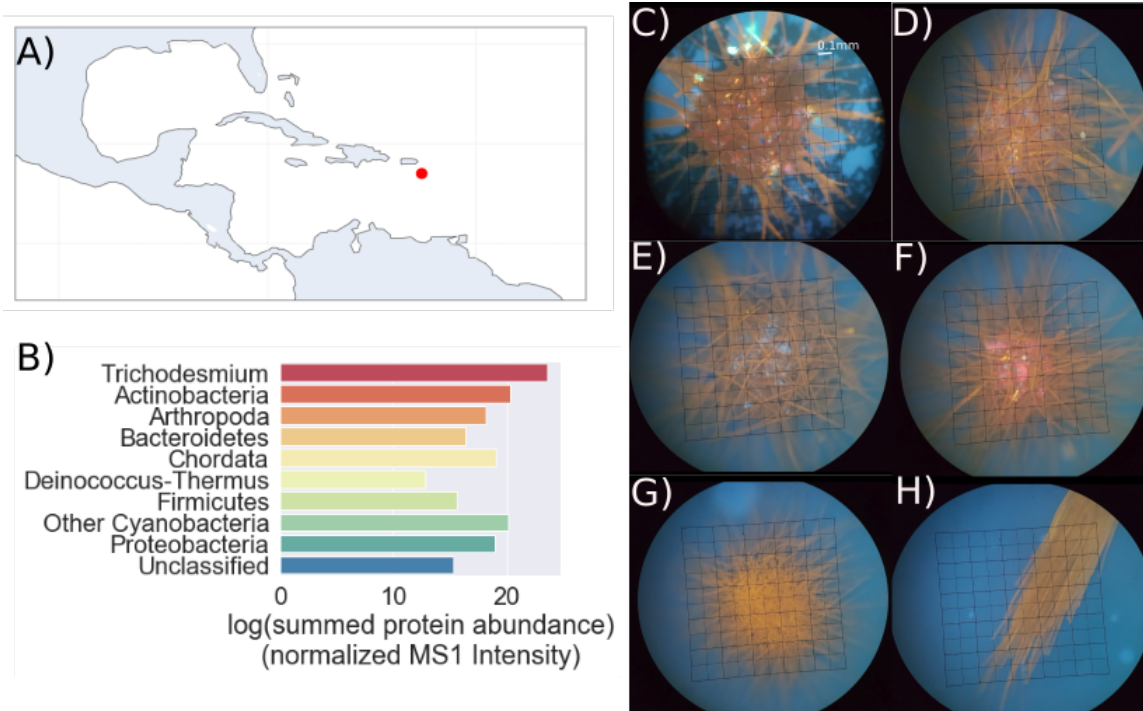 A)
B)
Trichodesmium
Actinobacteria
Arthropoda
Bacteroidetes
Chordata
Deinococcus-Thermus
Firmicutes
Other Cyanobacteria
Proteobacteria
Unclassified
0 10 20
log(summed protein abundance)
(normalized MS1 Intensity)
C)
0.1mm
D)
E)
F)
G)
H)